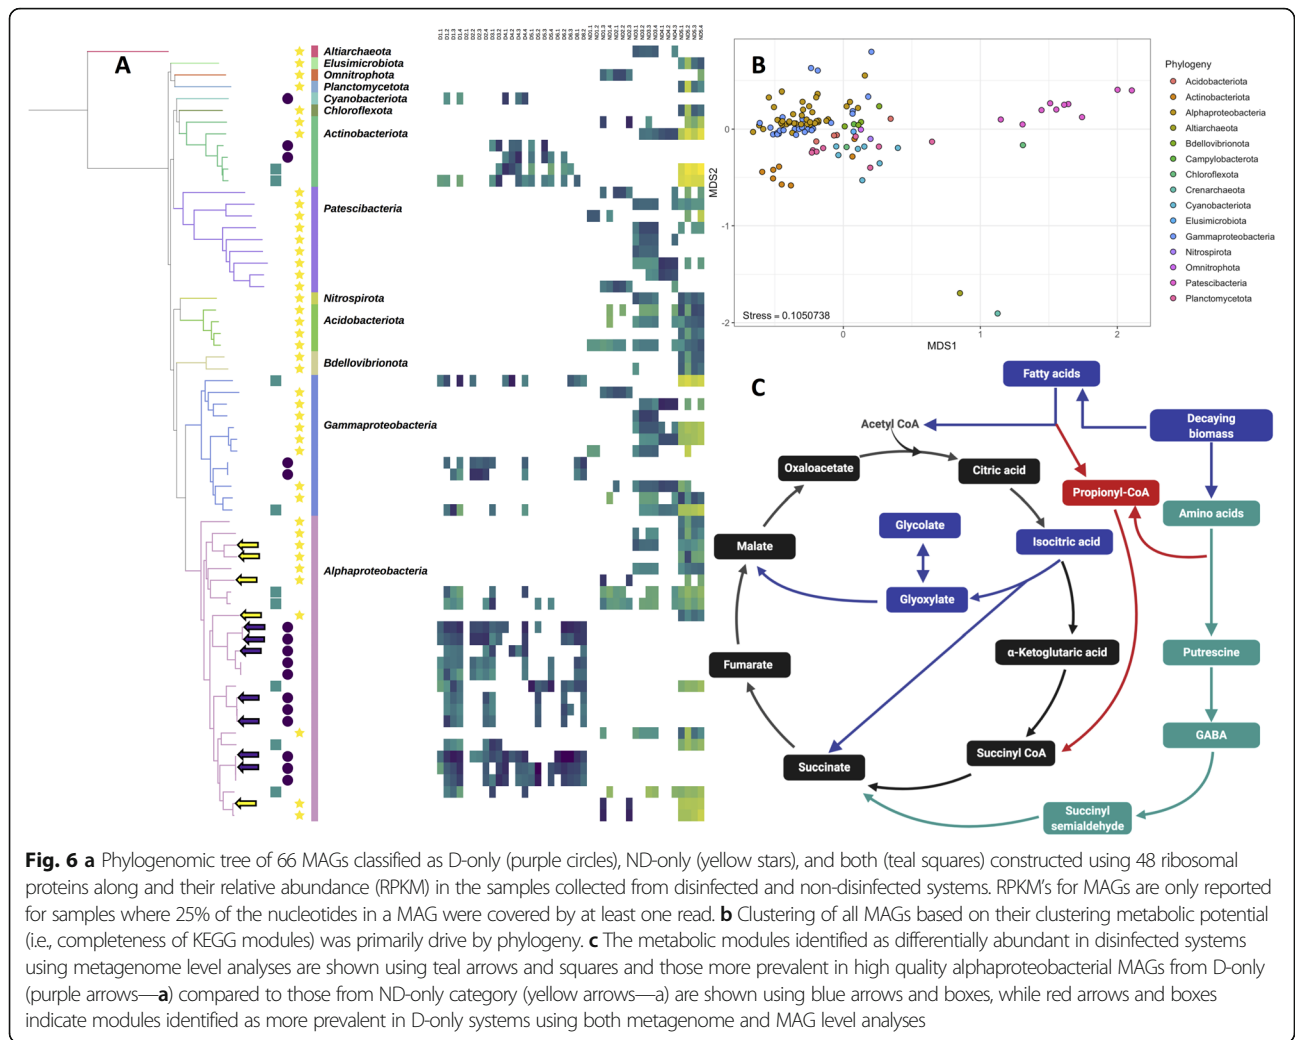 A
Altiarchaeota
Elusimicrobiota
Omnitrophota
Planctomycetota
Cyanobacteriota
Chloroflexota
Actinobacteriota
Patescibacteria
Nitrospirota
Acidobacteriota
Bdellovibrionota
Gammaproteobacteria
Alphaproteobacteria
B
MDS2
0
-1
-2
Stress = 0.1050738
0
1
2
MDS1
Phylogeny
Acidobacteriota
Actinobacteriota
Alphaproteobacteria
Altiarchaeota
Bdellovibrionota
Campylobacterota
Chloroflexota
Crenarchaeota
Cyanobacteriota
Elusimicrobiota
Gammaproteobacteria
Nitrospirota
Omnitrophota
Patescibacteria
Planctomycetota
C
Fatty acids
Decaying
biomass
Acetyl CoA
Oxaloacetate
Citric acid
Propionyl-CoA
Amino acids
Glycolate
Isocitric acid
Malate
Glyoxylate
α-Ketoglutaric acid
Putrescine
Fumarate
GABA
Succinyl CoA
Succinate
Succinyl
semialdehyde
Fig. 6 a Phylogenomic tree of 66 MAGs classified as D-only (purple circles), ND-only (yellow stars), and both (teal squares) constructed using 48 ribosomal
proteins along and their relative abundance (RPKM) in the samples collected from disinfected and non-disinfected systems. RPKM's for MAGs are only reported
for samples where 25% of the nucleotides in a MAG were covered by at least one read. b Clustering of all MAGs based on their clustering metabolic potential
(i.e., completeness of KEGG modules) was primarily drive by phylogeny. c The metabolic modules identified as differentially abundant in disinfected systems
using metagenome level analyses are shown using teal arrows and squares and those more prevalent in high quality alphaproteobacterial MAGs from D-only
(purple arrows—a) compared to those from ND-only category (yellow arrows—a) are shown using blue arrows and boxes, while red arrows and boxes
indicate modules identified as more prevalent in D-only systems using both metagenome and MAG level analyses